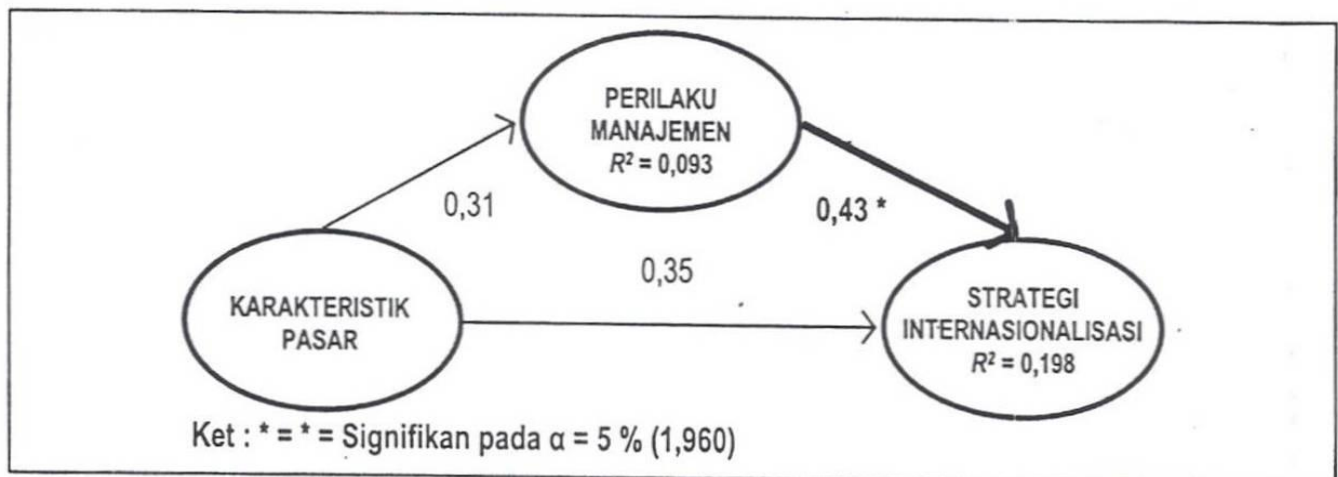 PERILAKU
MANAJEMEN
R² = 0,093
0,31
0,43 *
0,35
KARAKTERISTIK
PASAR
STRATEGI
INTERNASIONALISASI
R² = 0,198
Ket : * = * = Signifikan pada α = 5 % (1,960)